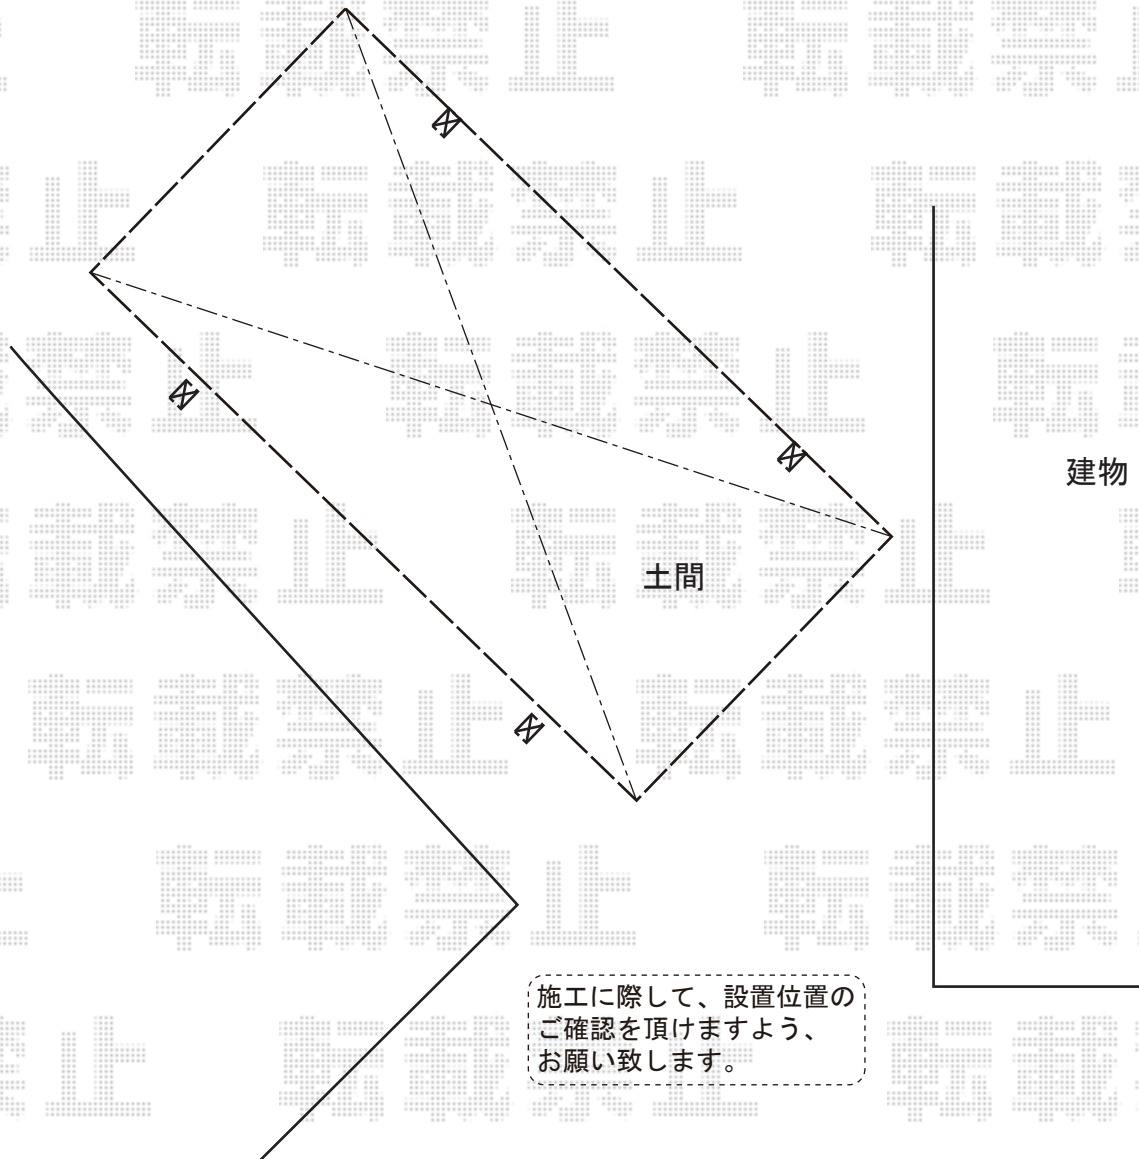 建物
土間
施工に際して、設置位置の
ご確認を頂けますよう、
お願い致します。
転載禁止